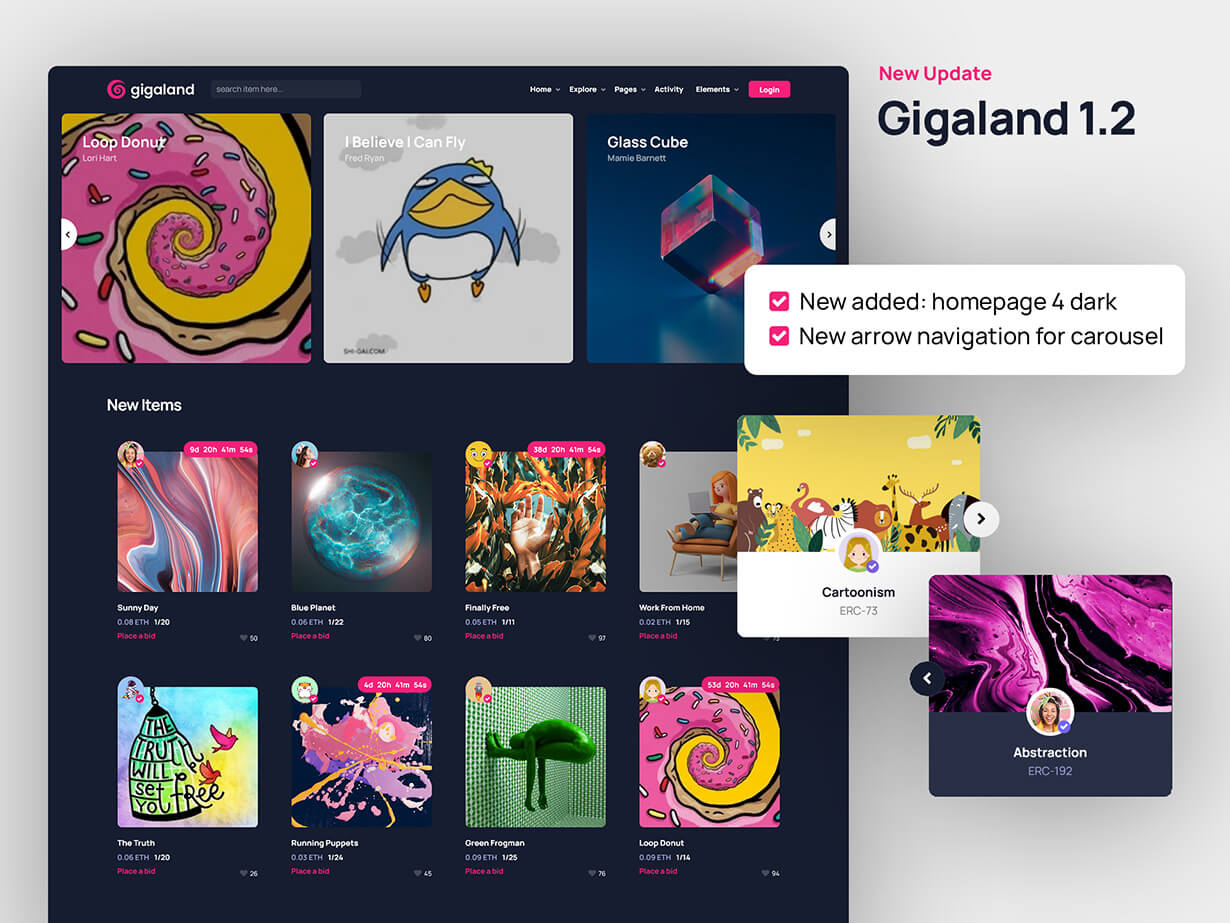 New Update
Gigaland 1.2
gigaland
search item here...
Home
Explore
Pages
Activity
Elements
Login
Loop Donut
Lori Hart
I Believe I Can Fly
Fred Ryan
SHI-GAI.COM
Glass Cube
Mamie Barnett
New added: homepage 4 dark
New arrow navigation for carousel
New Items
9d 20h 41m 54s
Sunny Day
0.08 ETH 1/20
Place a bid
50
Blue Planet
0.06 ETH 1/22
Place a bid
80
38d 20h 41m 54s
Finally Free
0.05 ETH 1/11
Place a bid
97
Work From Home
0.02 ETH 1/15
Place a bid
Cartoonism
ERC-73
Abstraction
ERC-192
THE
TRUTH
WILL
set
YOU free
The Truth
0.06 ETH 1/20
Place a bid
26
4d 20h 41m 54s
Running Puppets
0.03 ETH 1/24
Place a bid
45
Green Frogman
0.09 ETH 1/25
Place a bid
76
53d 20h 41m 54s
Loop Donut
0.09 ETH 1/14
Place a bid
94